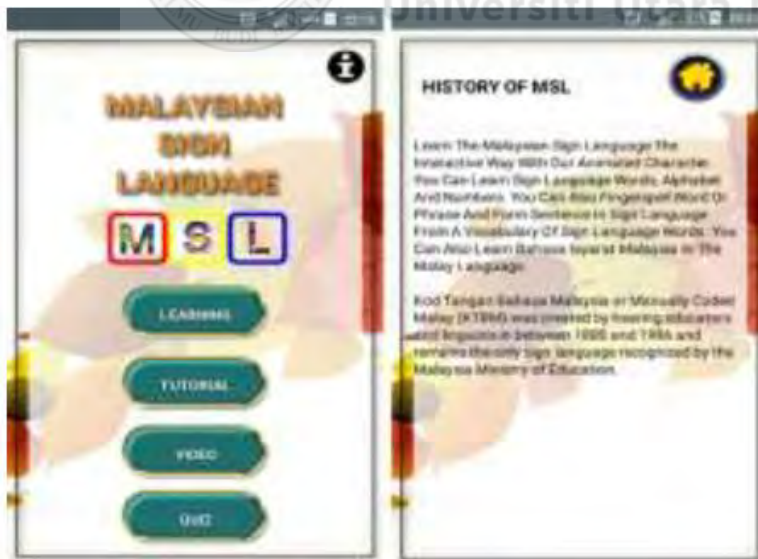 Universiti Utara
MALAYSIAN
SIGN
LANGUAGE
M S L
LEARNING
TUTORIAL
VIDEO
QUIZ
HISTORY OF MSL
Learn The Malaysian Sign Language The
Interactive Way With Our Animated Character.
You Can Learn Sign Language Words, Alphabet
And Numbers. You Can Also Fingerspell Word Or
Phrase And Form Sentence In Sign Language
From A Vocabulary Of Sign Language Words. You
Can Also Learn Bahasa Isyarat Malaysia In The
Malay Language.
Kod Tangan Bahasa Malaysia or Manually Coded
Malay (KTBM) was created by hearing educators
and linguists in between and
remains the only sign language recognized by the
Malaysia Ministry of Education.